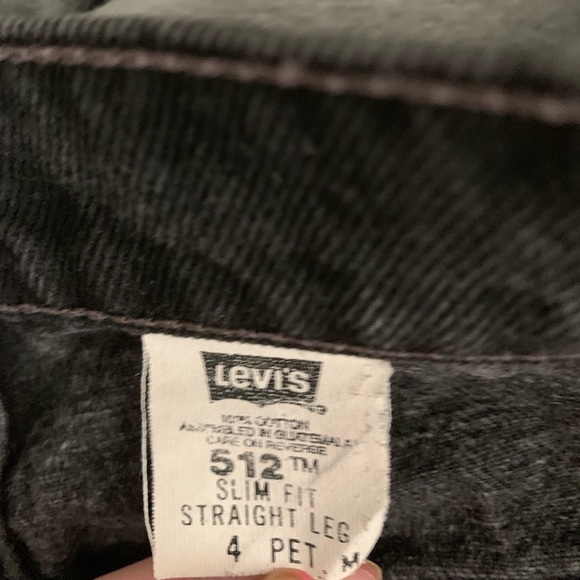 Levi's
®
100% COTTON
ASSEMBLED IN GUATEMALA
CARE ON REVERSE
512™
SLIM FIT
STRAIGHT LEG
4 PET. M